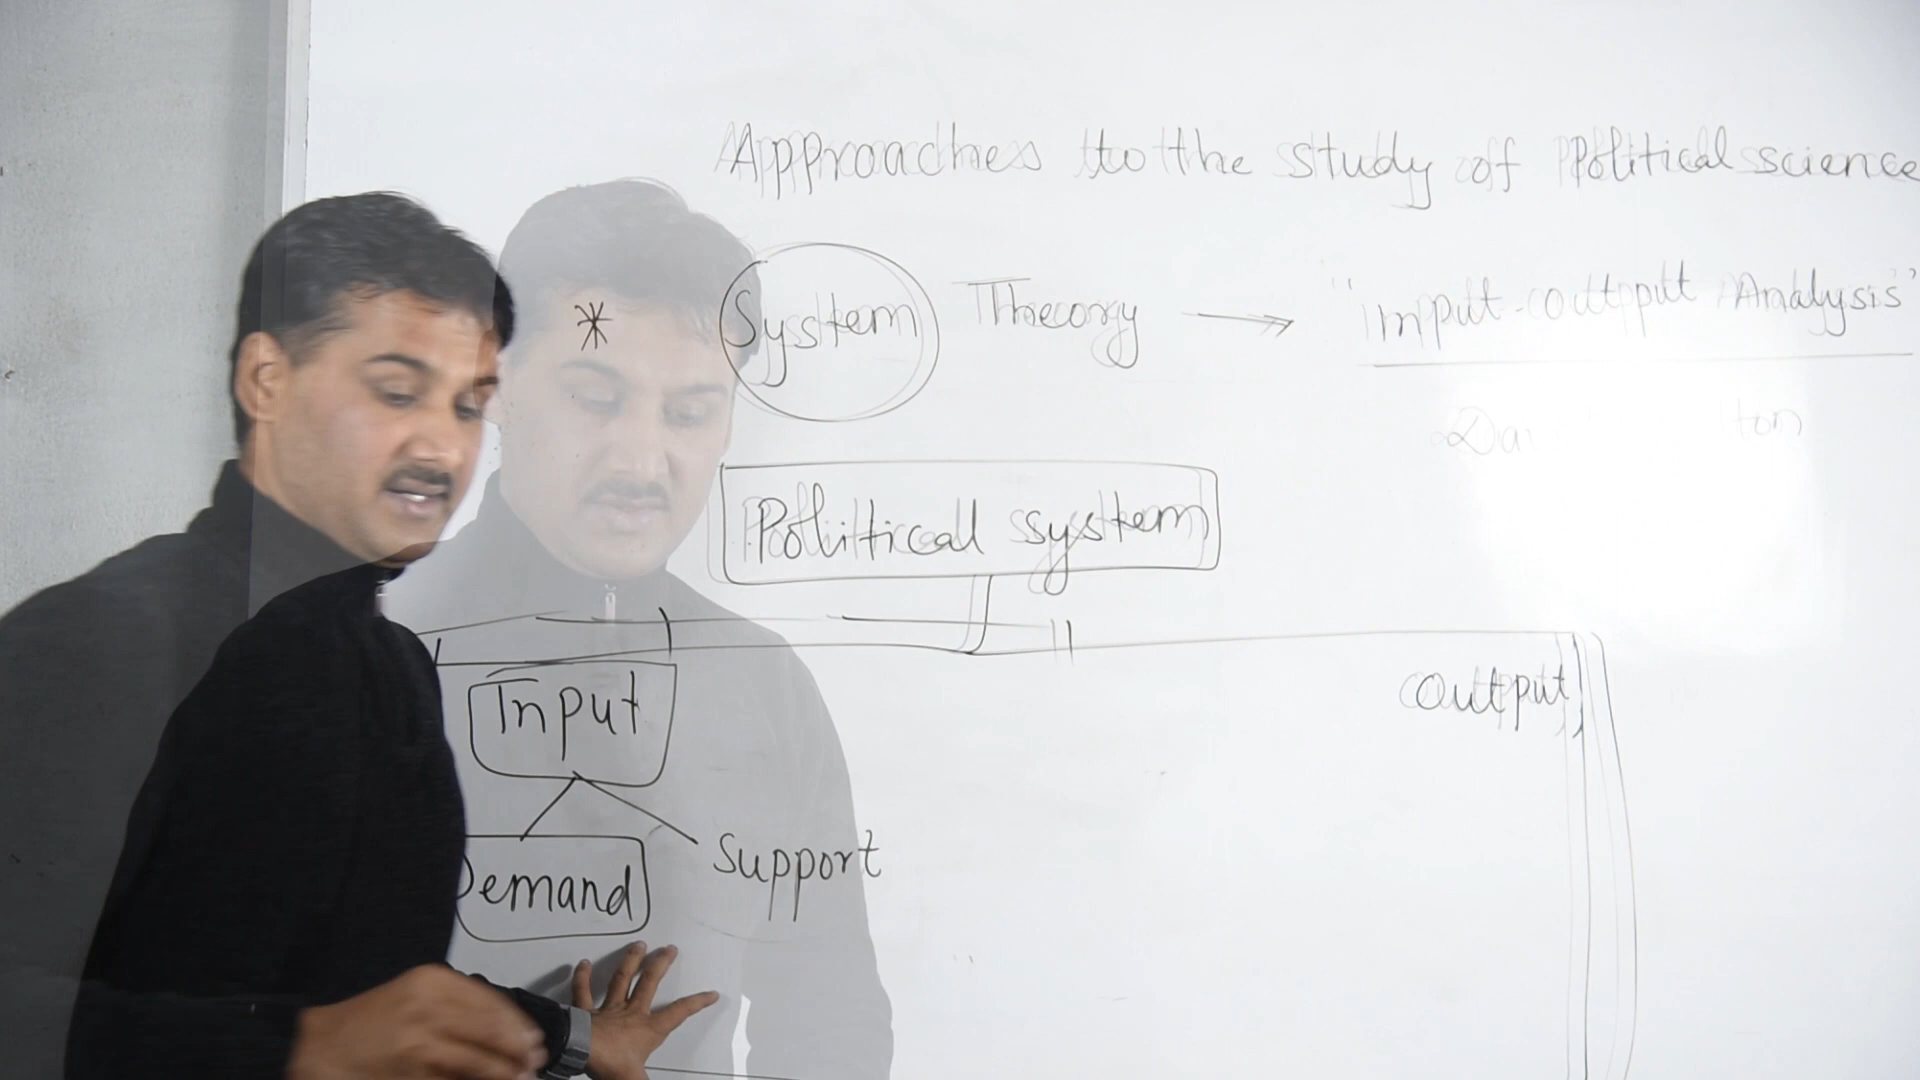 Approaches to the study of Political science
* System Theory → "input-output Analysis"
Political system
Input
output
Demand
Support